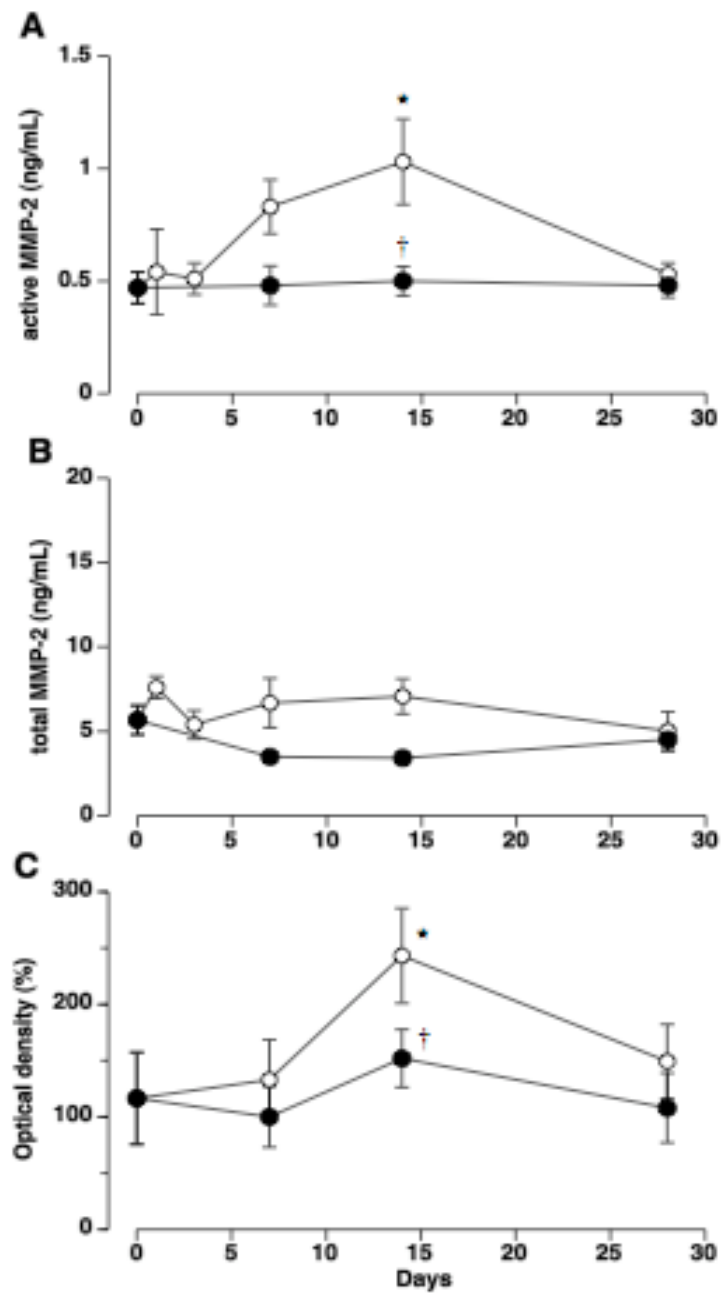 A
active MMP-2 (ng/mL)
1.5
1
0.5
0
*
†
0 5 10 15 20 25 30
B
total MMP-2 (ng/mL)
20
15
10
5
0
0 5 10 15 20 25 30
C
Optical density (%)
300
200
100
0
*
†
0 5 10 15 20 25 30
Days